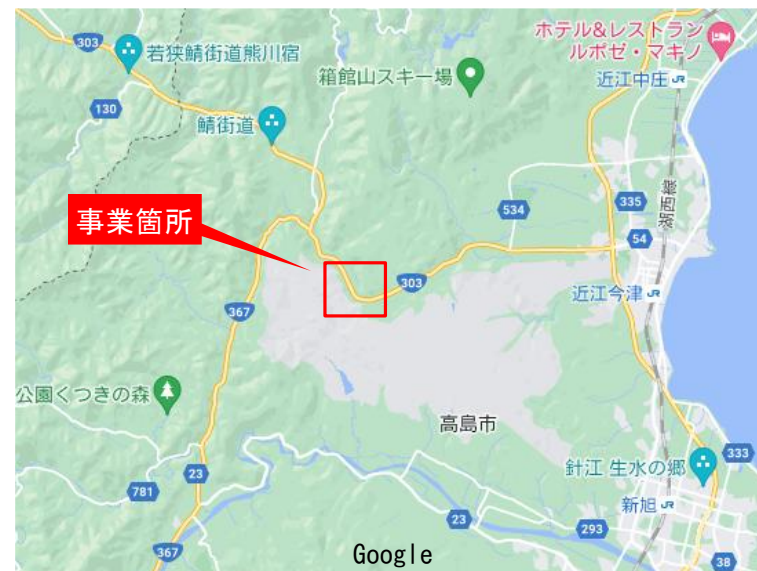 303
若狭鯖街道熊川宿
ホテル&レストラン
ルポゼ・マキノ
箱館山スキー場
近江中庄
JR
130
鯖街道
事業箇所
534
335
湖西線
54
303
近江今津
JR
367
公園くつきの森
高島市
針江 生水の郷
333
23
781
新旭
JR
23
293
367
Google
38